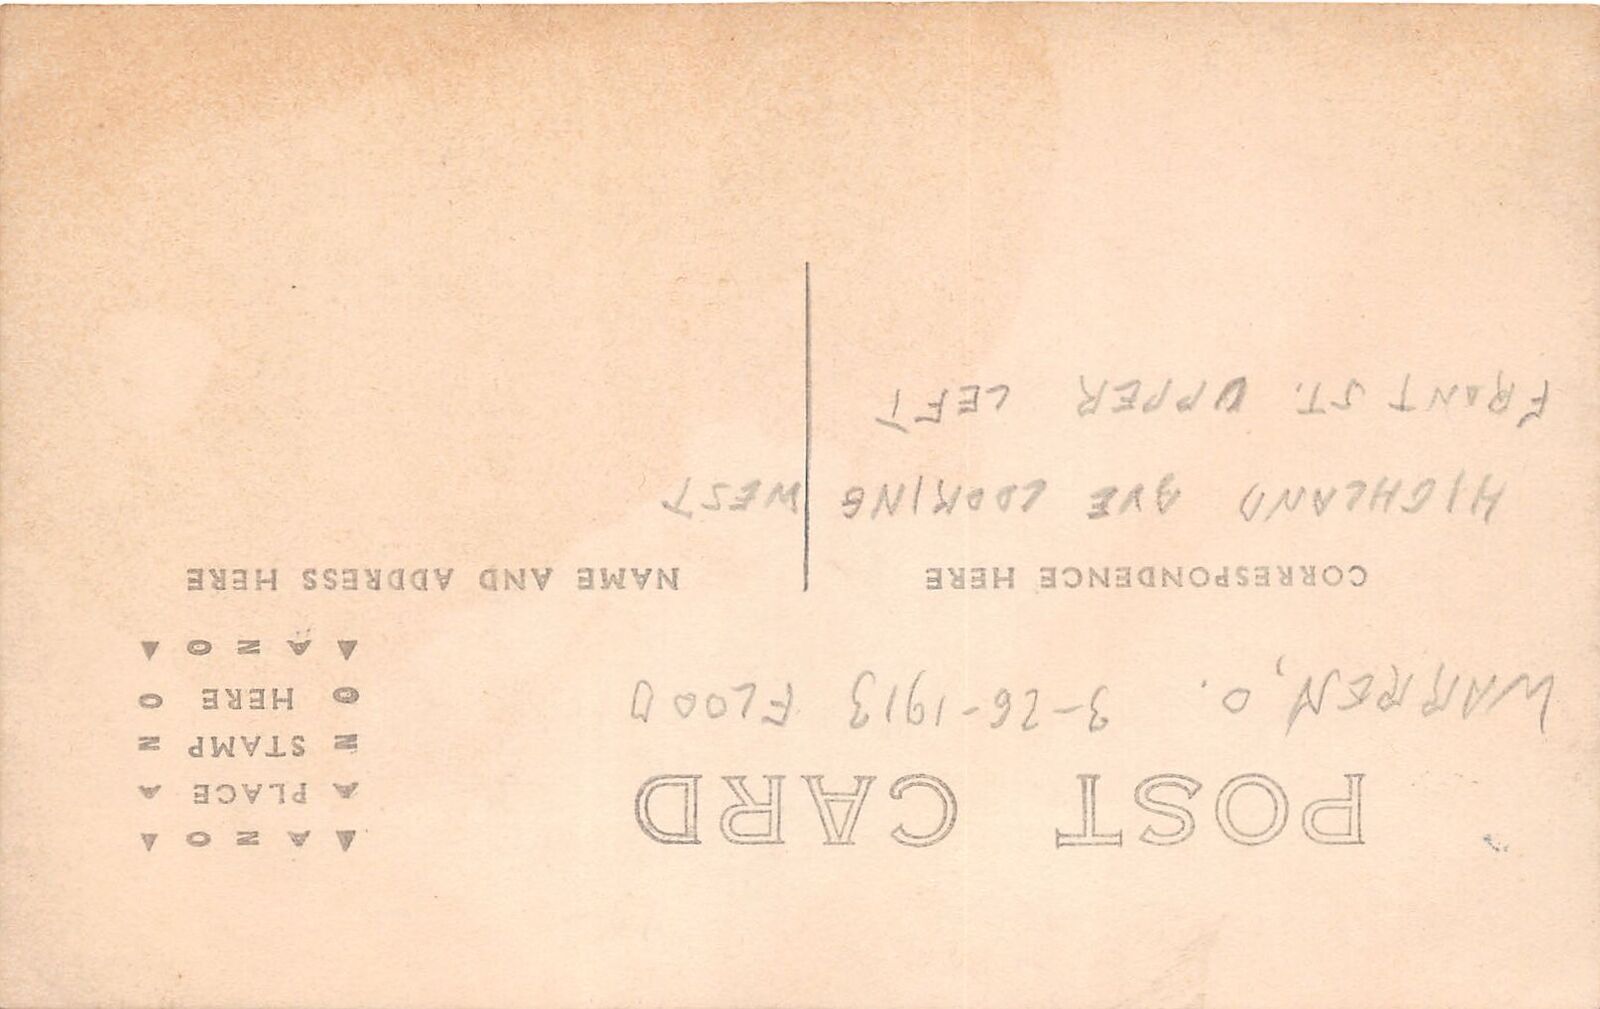 POST CARD
▲ A Z O ▲
A PLACE A
Z STAMP Z
O HERE O
▲ A Z O ▲
WARREN, O. 3-26-1913 FLOOD
CORRESPONDENCE HERE
NAME AND ADDRESS HERE
HIGHLAND AVE LOOKING WEST
FRONT ST. UPPER LEFT